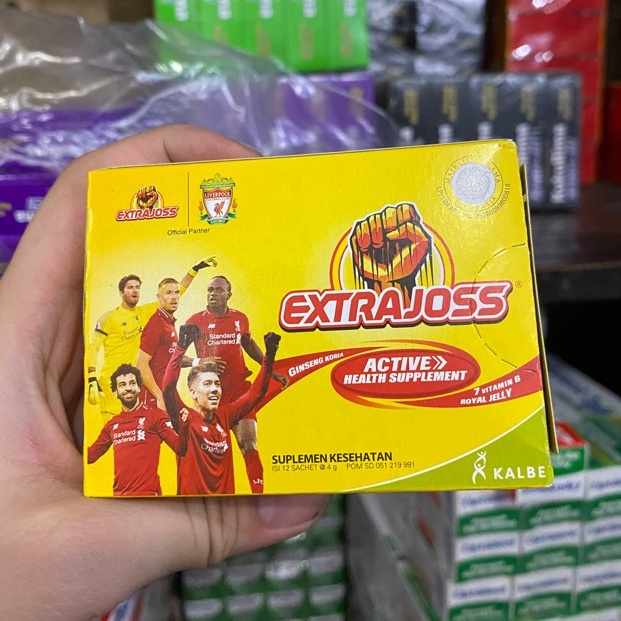 EXTRAJOSS
LIVERPOOL
Official Partner
EXTRAJOSS®
GINSENG KOREA
ACTIVE>>
HEALTH SUPPLEMENT
7 VITAMIN B
ROYAL JELLY
Standard
Chartered
Standard
Chartered
Standard
Chartered
Standard
Chartered
SUPLEMEN KESEHATAN
ISI 12 SACHET @ 4 g POM SD 051 219 991
KALBE